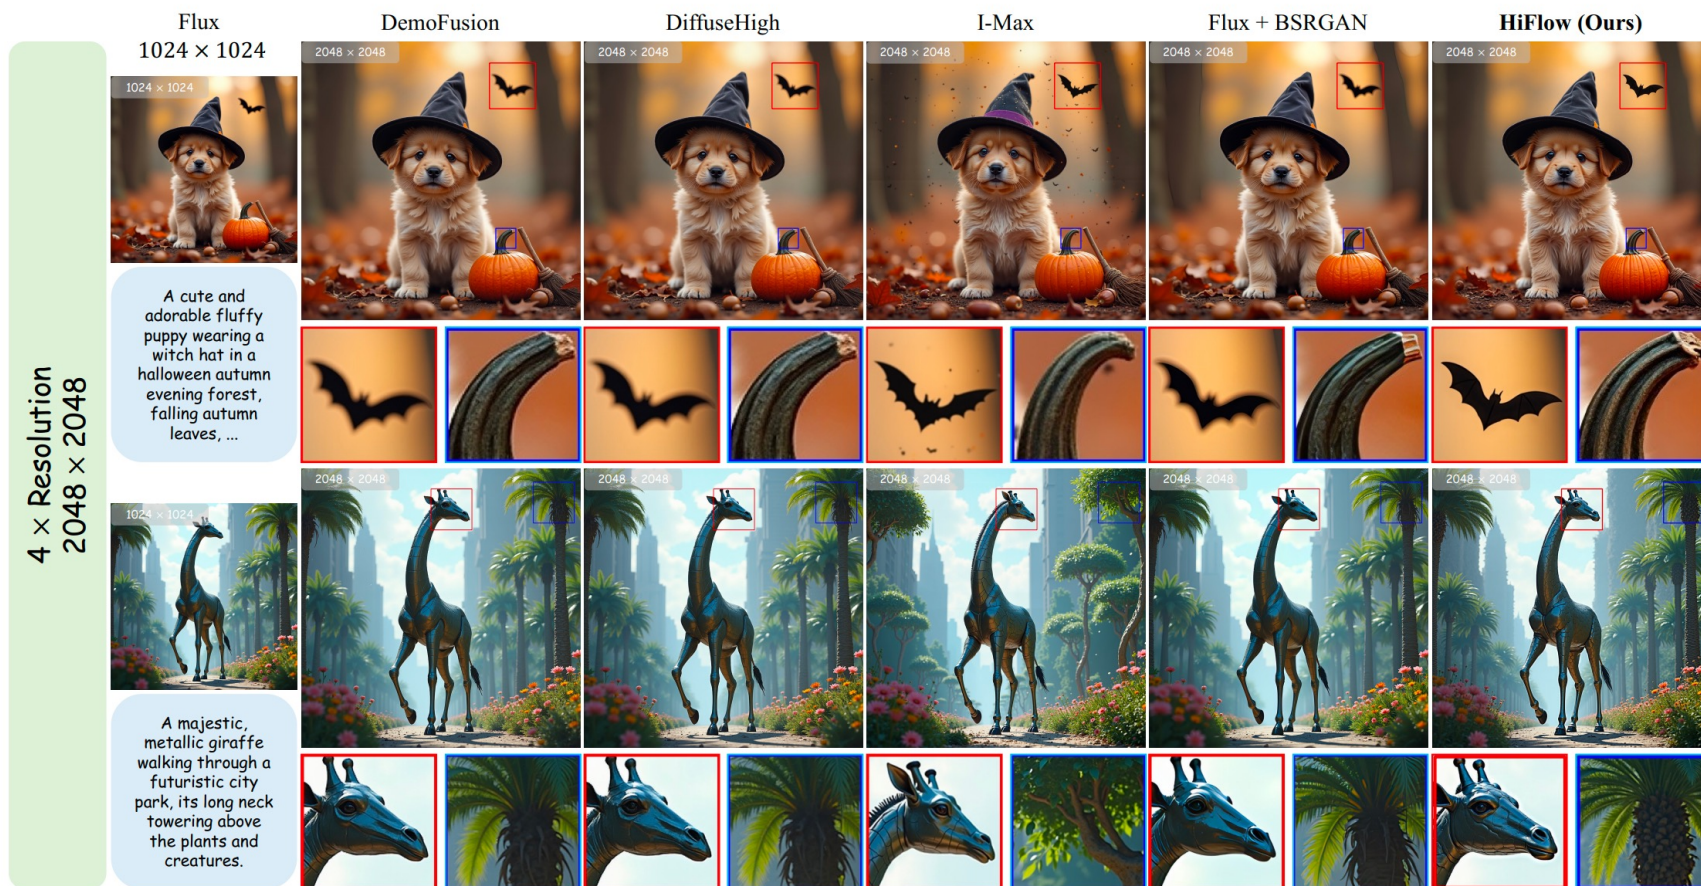 Flux
1024 × 1024
DemoFusion
DiffuseHigh
I-Max
Flux + BSRGAN
HiFlow (Ours)
4 × Resolution
2048 × 2048
1024 × 1024
2048 × 2048
2048 × 2048
2048 × 2048
2048 × 2048
2048 × 2048
A cute and
adorable fluffy
puppy wearing a
witch hat in a
halloween autumn
evening forest,
falling autumn
leaves, ...
1024 × 1024
2048 × 2048
2048 × 2048
2048 × 2048
2048 × 2048
2048 × 2048
A majestic,
metallic giraffe
walking through a
futuristic city
park, its long neck
towering above
the plants and
creatures.